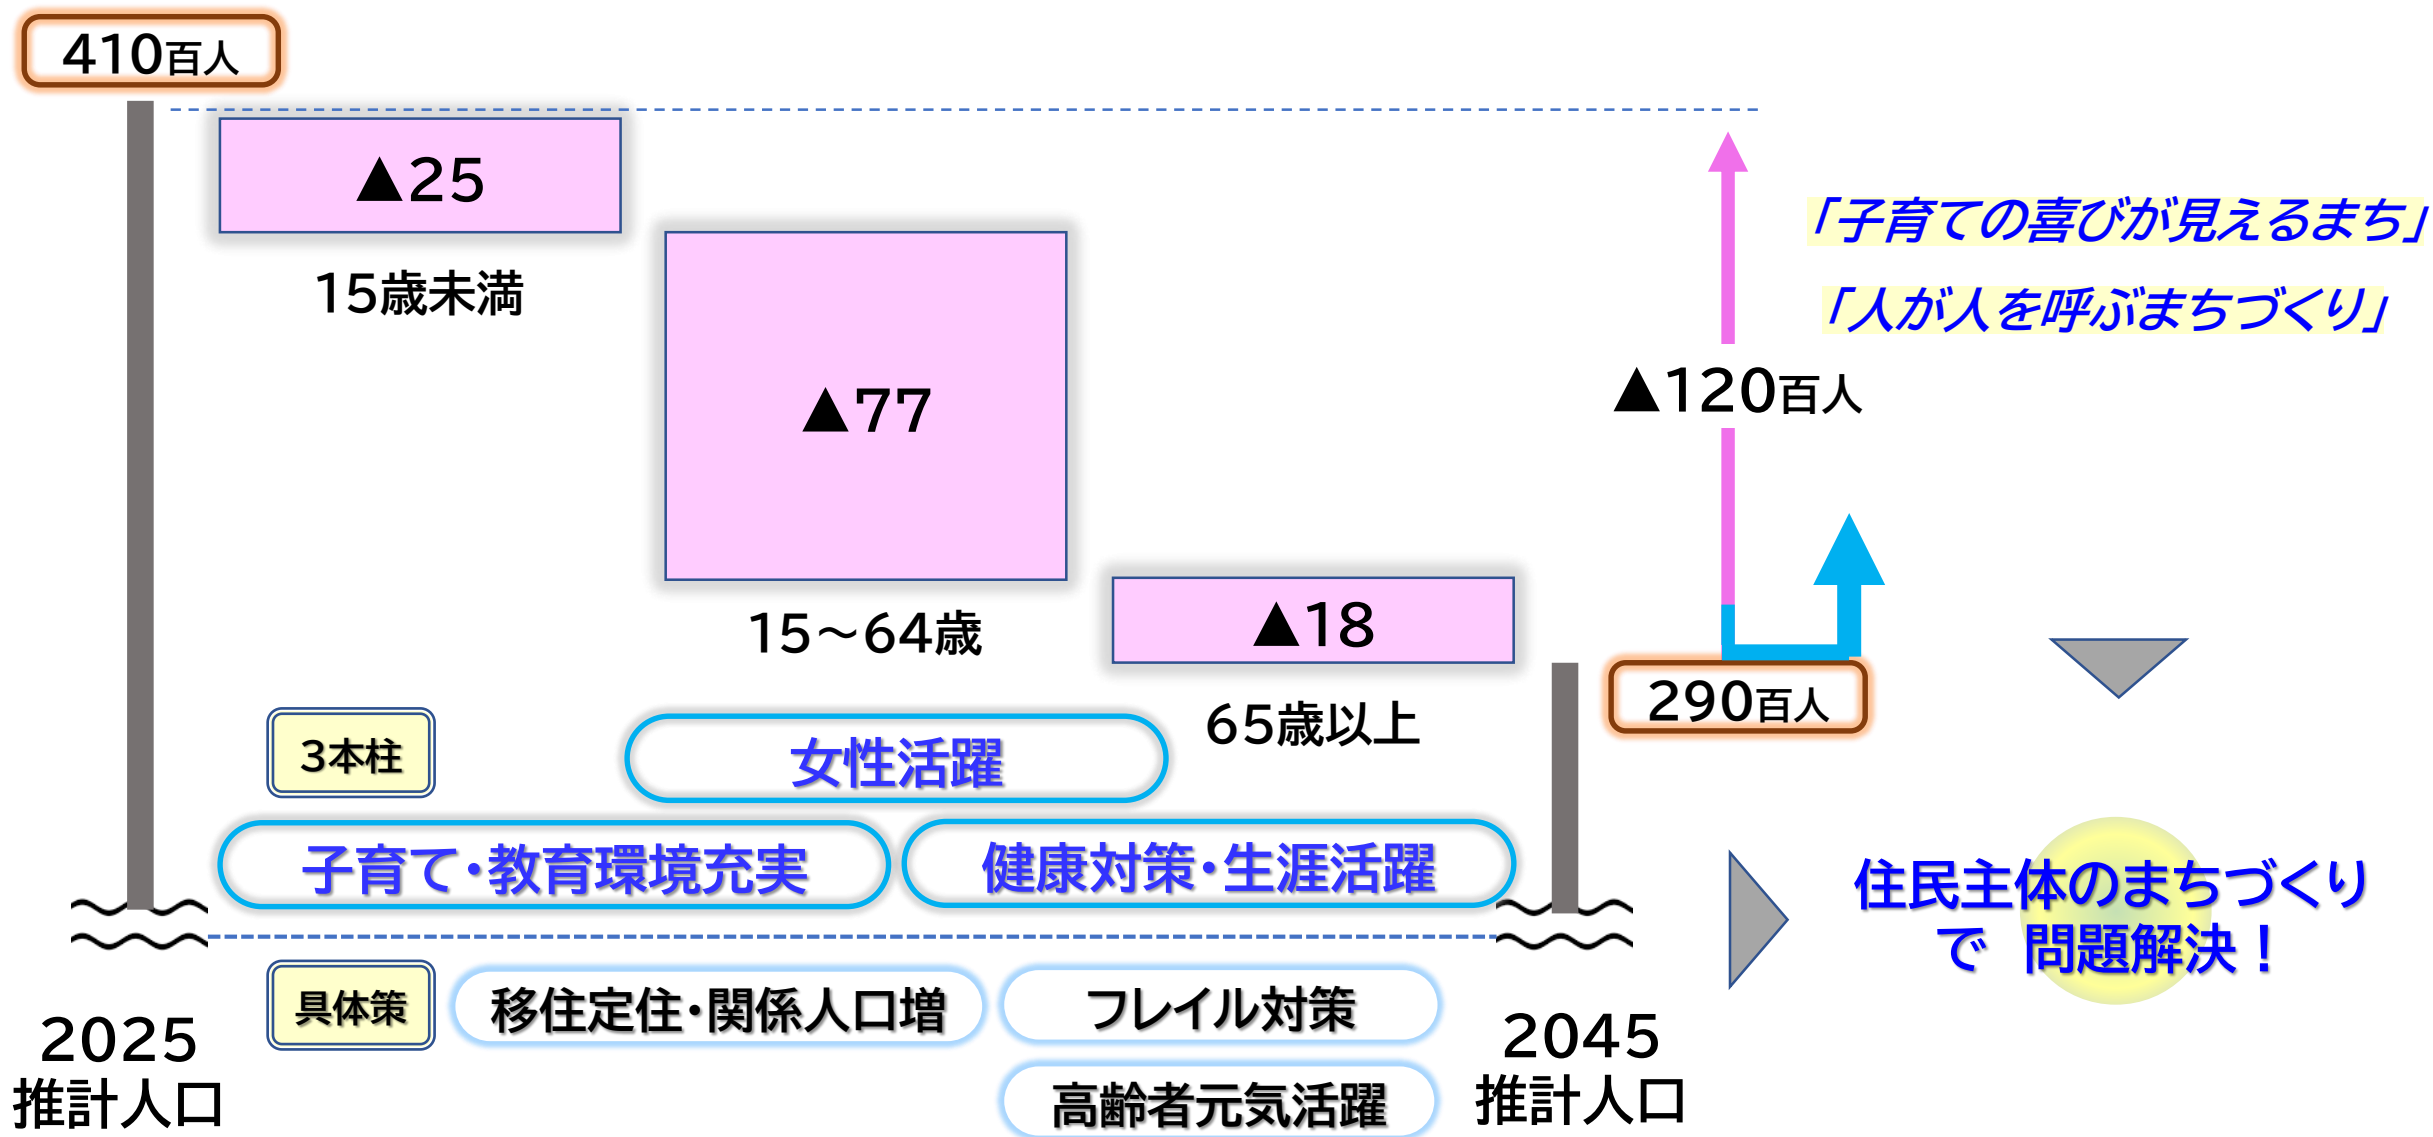 410百人
▲25
15歳未満
▲77
15～64歳
▲18
65歳以上
「子育ての喜びが見えるまち」
「人が人を呼ぶまちづくり」
▲120百人
290百人
3本柱
女性活躍
子育て・教育環境充実
健康対策・生涯活躍
住民主体のまちづくり
で 問題解決！
具体策
移住定住・関係人口増
フレイル対策
高齢者元気活躍
2025
推計人口
2045
推計人口